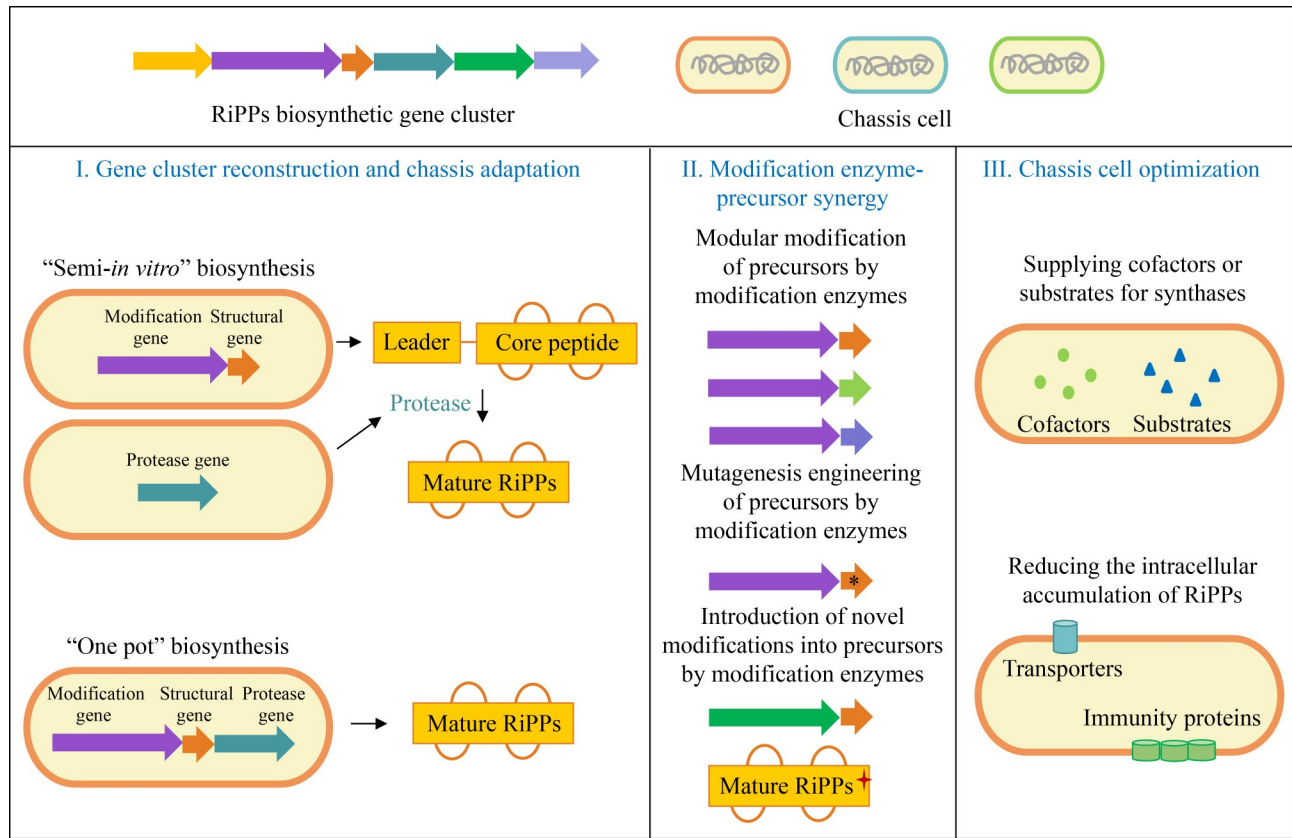 RiPPs biosynthetic gene cluster
Chassis cell
I. Gene cluster reconstruction and chassis adaptation
“Semi-in vitro” biosynthesis
Modification
gene
Structural
gene
Leader
Core peptide
Protease
Protease gene
Mature RiPPs
“One pot” biosynthesis
Modification
gene
Structural
gene
Protease
gene
Mature RiPPs
II. Modification enzyme-
precursor synergy
Modular modification
of precursors by
modification enzymes
Mutagenesis engineering
of precursors by
modification enzymes
*
Introduction of novel
modifications into precursors
by modification enzymes
Mature RiPPs
III. Chassis cell optimization
Supplying cofactors or
substrates for synthases
Cofactors
Substrates
Reducing the intracellular
accumulation of RiPPs
Transporters
Immunity proteins